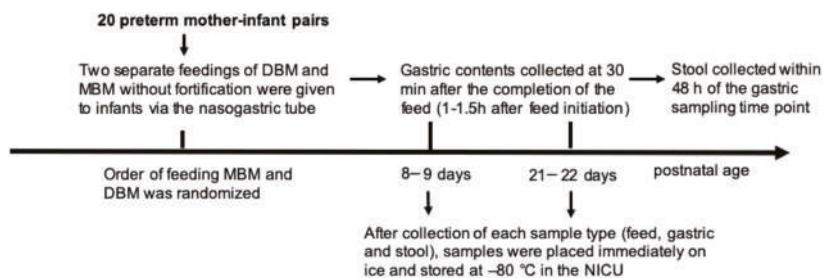 20 preterm mother-infant pairs
Two separate feedings of DBM and
MBM without fortification were given
to infants via the nasogastric tube
Gastric contents collected at 30
min after the completion of the
feed (1-1.5h after feed initiation)
Stool collected within
48 h of the gastric
sampling time point
Order of feeding MBM and
DBM was randomized
8–9 days
21–22 days
postnatal age
After collection of each sample type (feed, gastric
and stool), samples were placed immediately on
ice and stored at –80 °C in the NICU